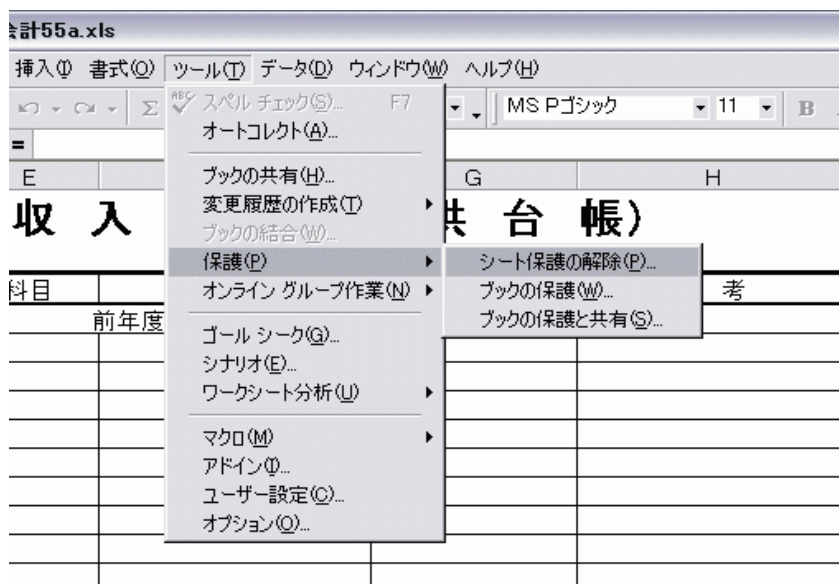 会計55a.xls
挿入(I) 書式(O) ツール(T) データ(D) ウィンドウ(W) ヘルプ(H)
Σ MS Pゴシック 11 B
=
E G H
収 入 供 台 帳)
科目 考
前年度
ABC スペル チェック(S)... F7
オートコレクト(A)...
ブックの共有(H)...
変更履歴の作成(T)
ブックの結合(W)...
保護(P)
オンライン グループ作業(N)
ゴール シーク(G)...
シナリオ(E)...
ワークシート分析(U)
マクロ(M)
アドイン(I)...
ユーザー設定(C)...
オプション(O)...
シート保護の解除(P)...
ブックの保護(W)...
ブックの保護と共有(S)...